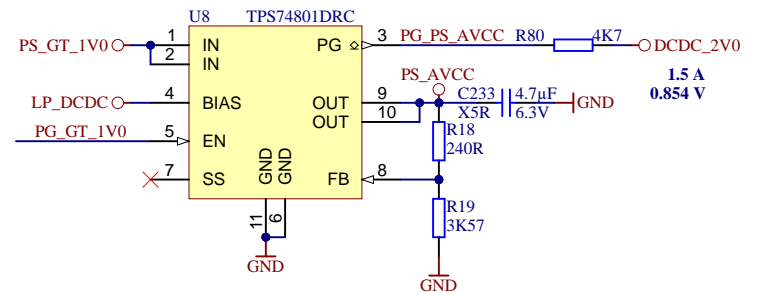 U8 TPS74801DRC
PS_GT_1V0 1 IN PG 3 PG_PS_AVCC R80 4K7 DCDC_2V0
2 IN
PS_AVCC 1.5 A
LP_DCDC 4 BIAS OUT 9 C233 4.7µF GND 0.854 V
OUT 10 X5R 6.3V
PG_GT_1V0 5 EN R18
240R
7 SS GND GND FB 8
R19
11 6 3K57
GND
GND